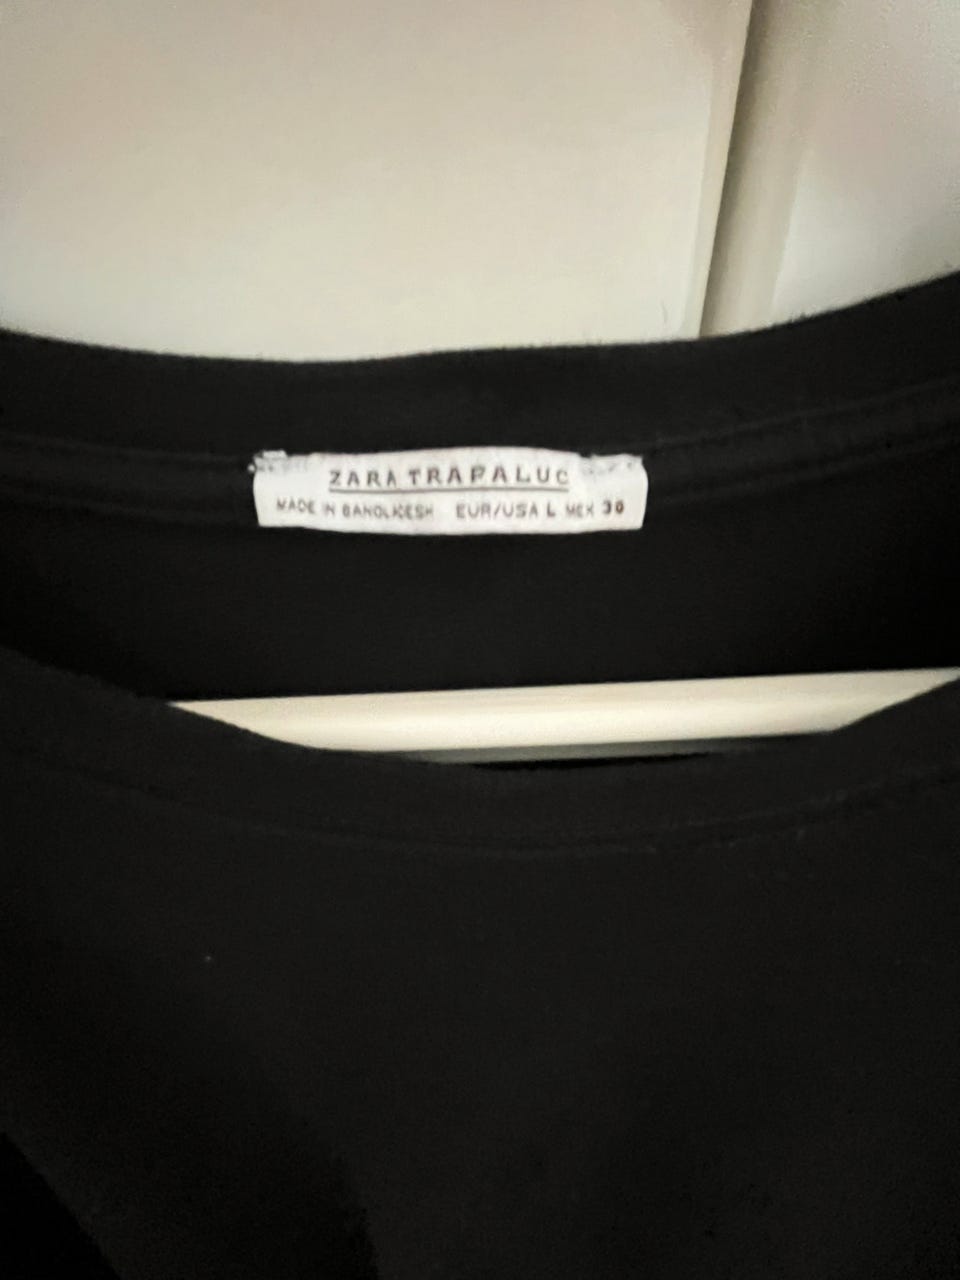 ZARA TRAFALUC
MADE IN BANGLADESH EUR/USA L MEX 30